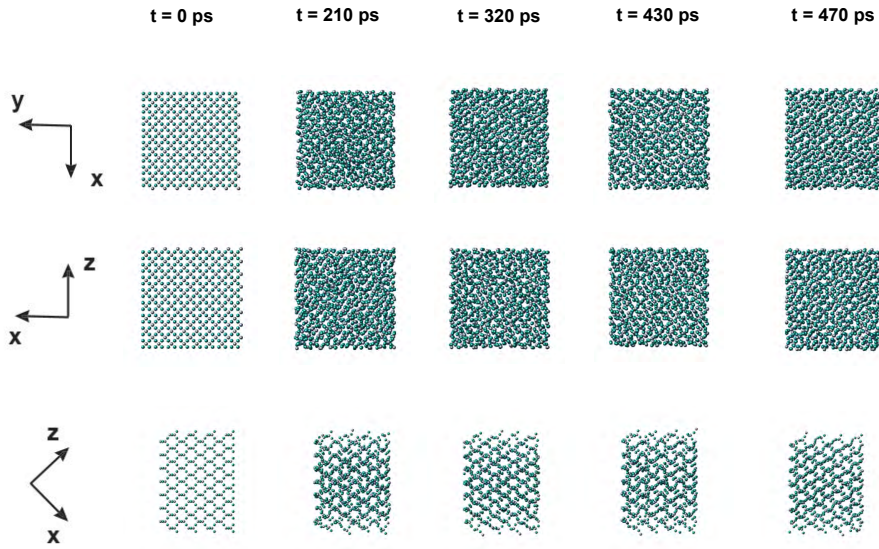 t = 0 ps t = 210 ps t = 320 ps t = 430 ps t = 470 ps
y
x
z
x
z
x